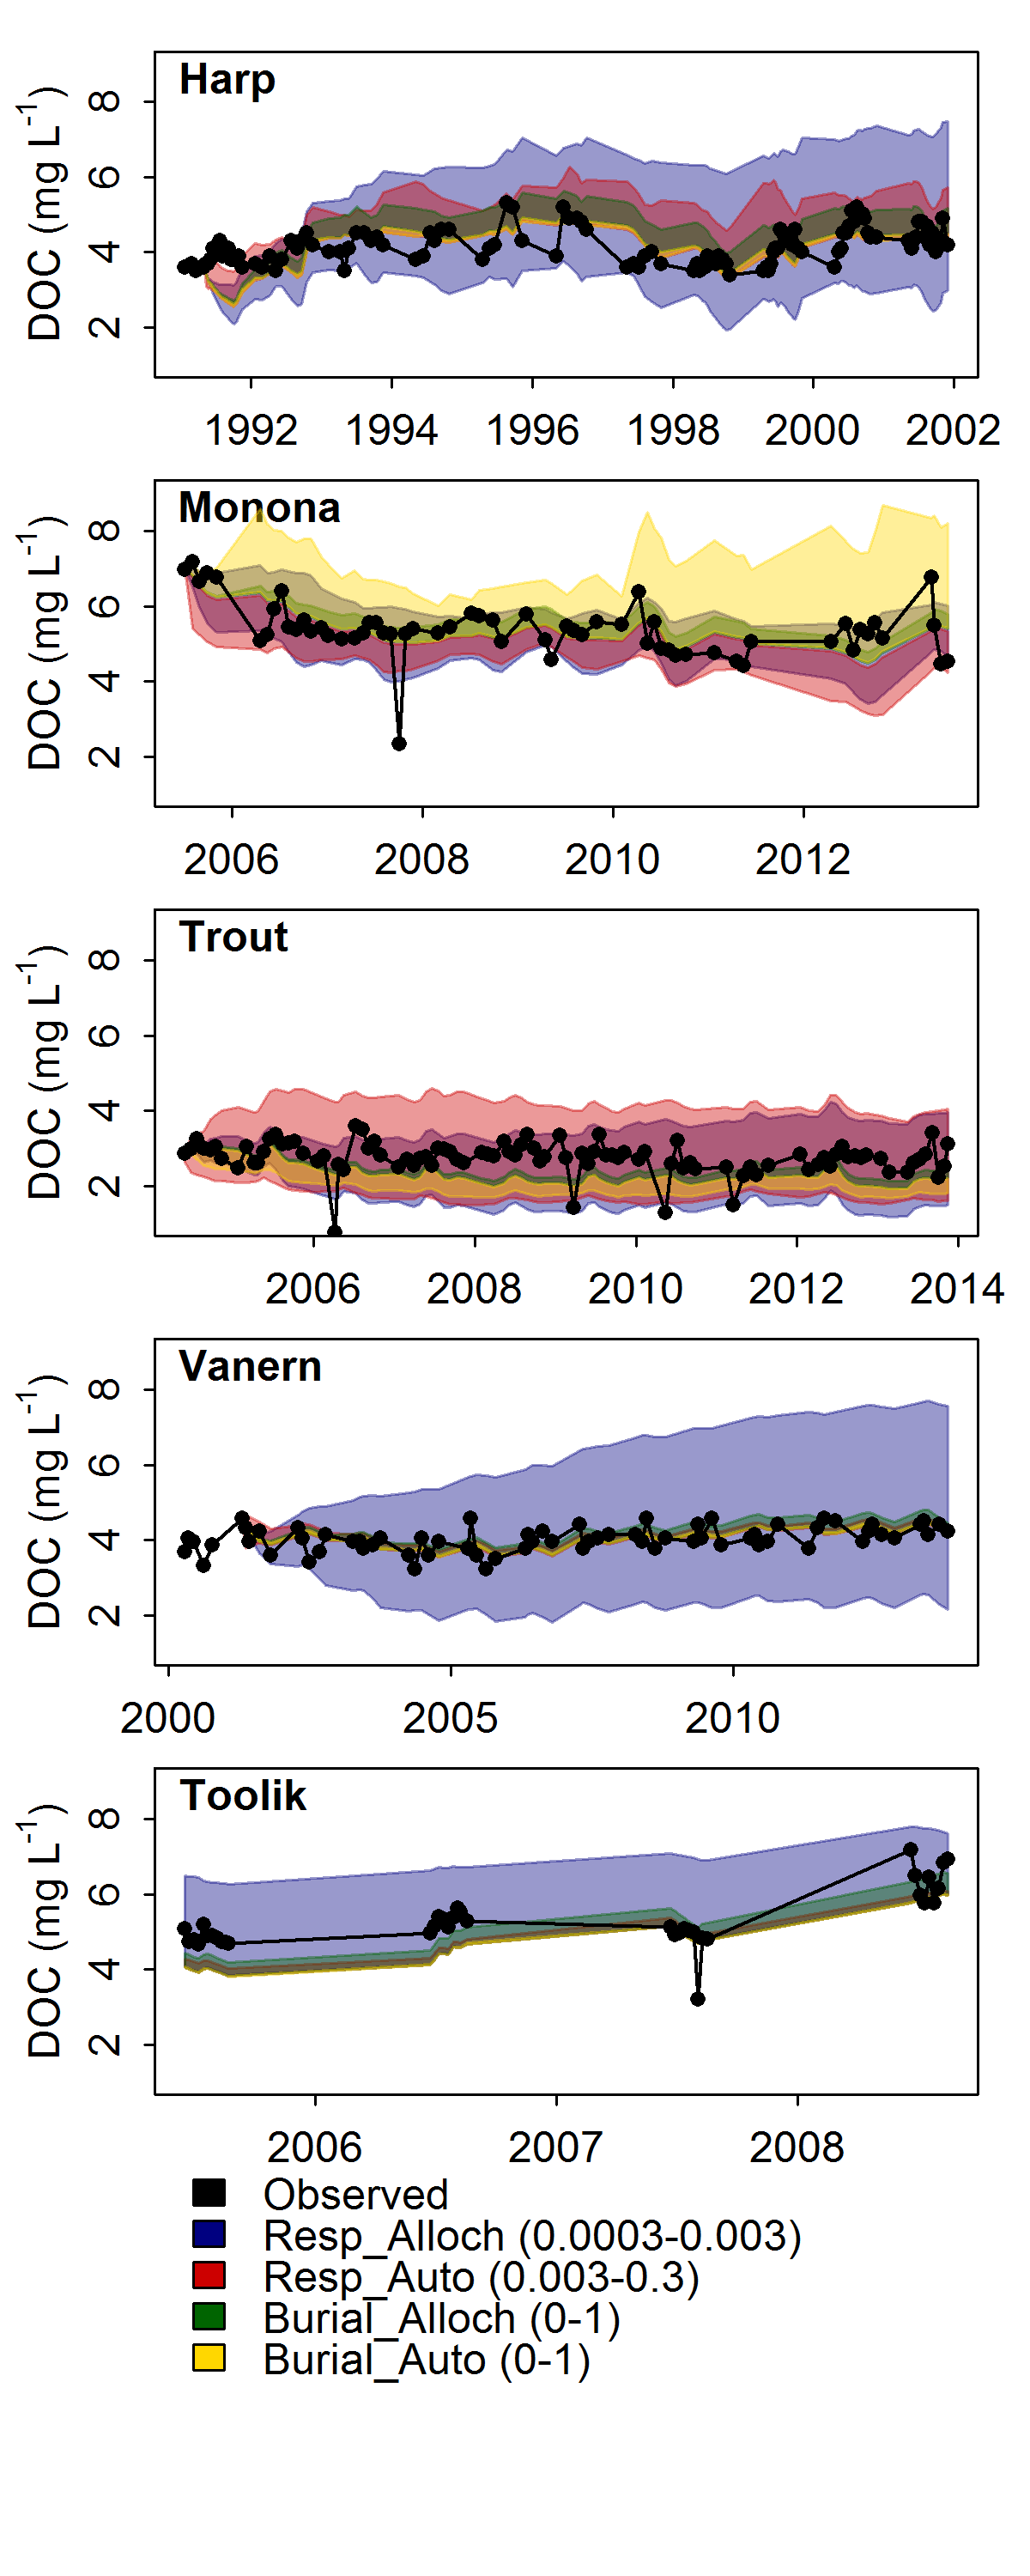 Harp
DOC (mg L-1)
8
6
4
2
1992 1994 1996 1998 2000 2002
Monona
DOC (mg L-1)
8
6
4
2
2006 2008 2010 2012
Trout
DOC (mg L-1)
8
6
4
2
2006 2008 2010 2012 2014
Vanern
DOC (mg L-1)
8
6
4
2
2000 2005 2010
Toolik
DOC (mg L-1)
8
6
4
2
2006 2007 2008
Observed
Resp_Alloch (0.0003-0.003)
Resp_Auto (0.003-0.3)
Burial_Alloch (0-1)
Burial_Auto (0-1)